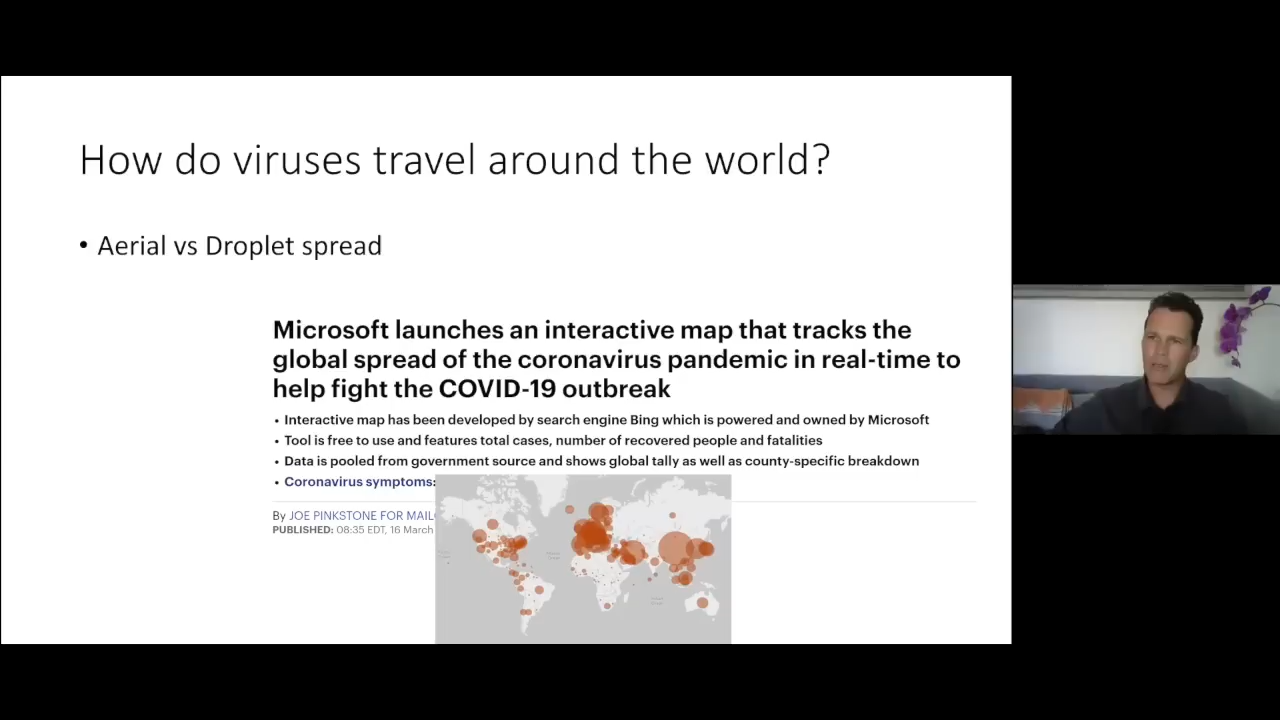 How do viruses travel around the world?
• Aerial vs Droplet spread
Microsoft launches an interactive map that tracks the
global spread of the coronavirus pandemic in real-time to
help fight the COVID-19 outbreak
• Interactive map has been developed by search engine Bing which is powered and owned by Microsoft
• Tool is free to use and features total cases, number of recovered people and fatalities
• Data is pooled from government source and shows global tally as well as county-specific breakdown
• Coronavirus symptoms:
By JOE PINKSTONE FOR MAIL
PUBLISHED: 08:35 EDT, 16 March